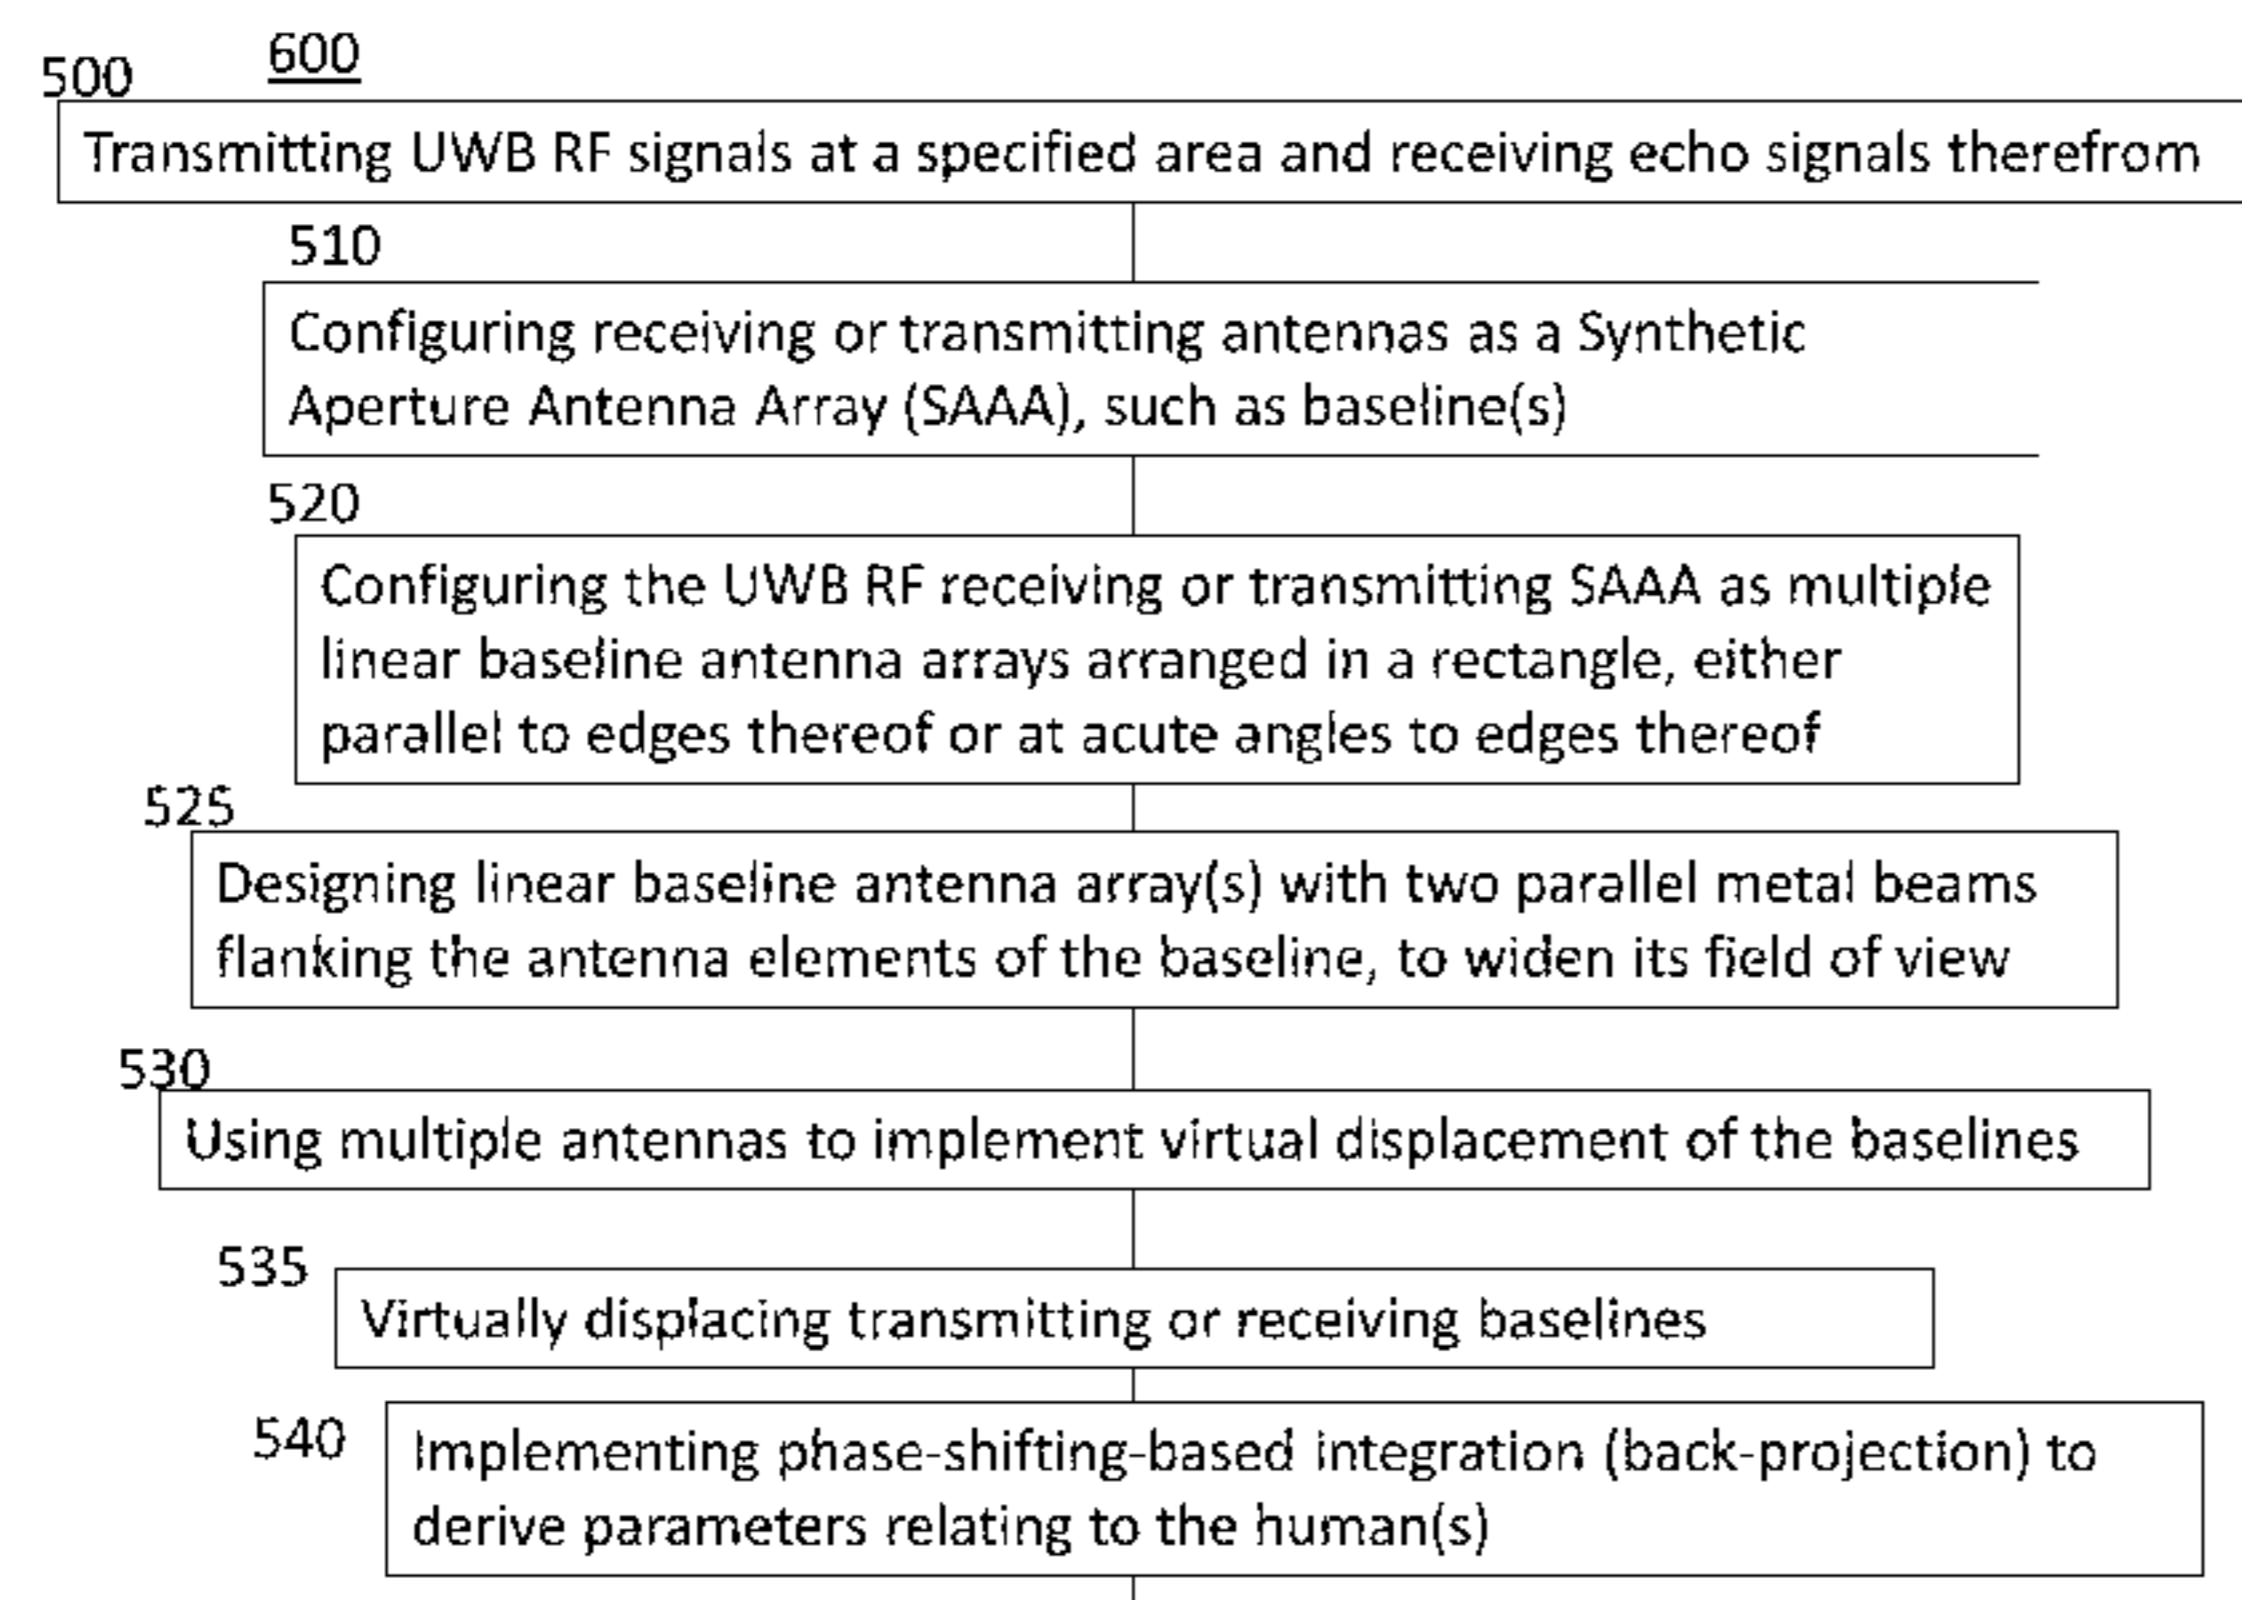 600
500
Transmitting UWB RF signals at a specified area and receiving echo signals therefrom
510
Configuring receiving or transmitting antennas as a Synthetic
Aperture Antenna Array (SAAA), such as baseline(s)
520
Configuring the UWB RF receiving or transmitting SAAA as multiple
linear baseline antenna arrays arranged in a rectangle, either
parallel to edges thereof or at acute angles to edges thereof
525
Designing linear baseline antenna array(s) with two parallel metal beams
flanking the antenna elements of the baseline, to widen its field of view
530
Using multiple antennas to implement virtual displacement of the baselines
535
Virtually displacing transmitting or receiving baselines
540
Implementing phase-shifting-based integration (back-projection) to
derive parameters relating to the human(s)